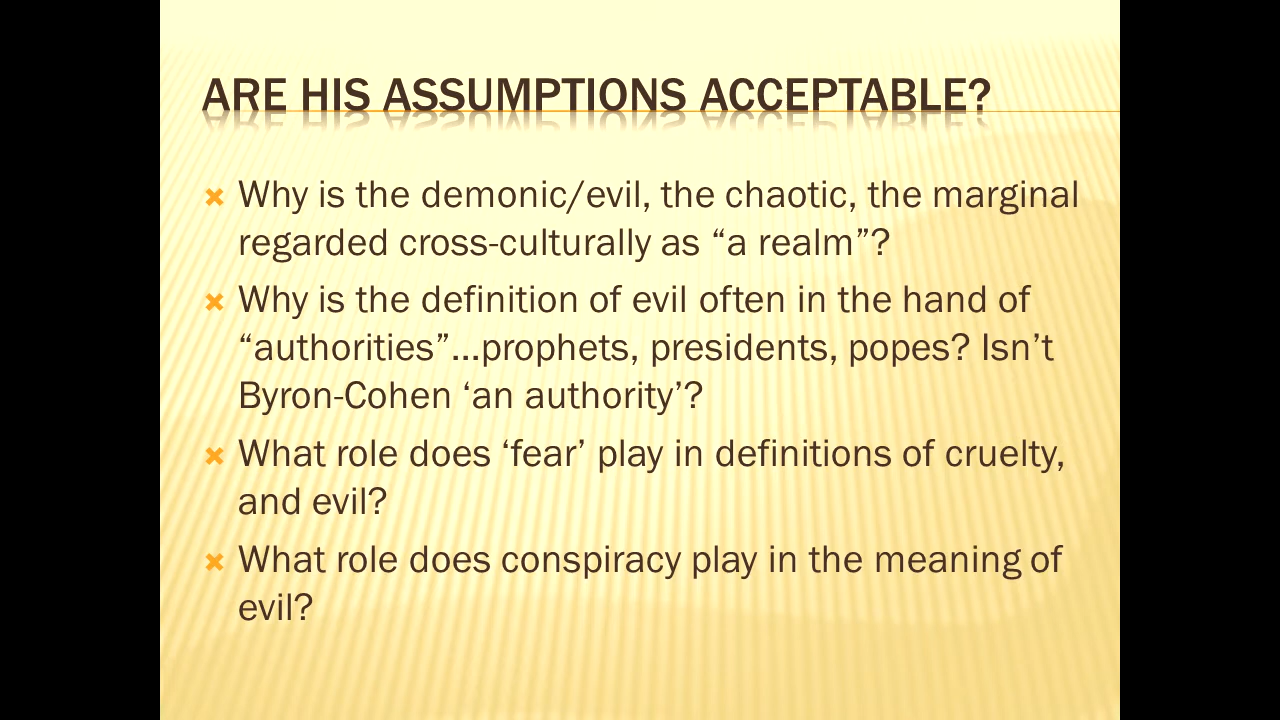 ARE HIS ASSUMPTIONS ACCEPTABLE?
Why is the demonic/evil, the chaotic, the marginal
regarded cross-culturally as “a realm”?
Why is the definition of evil often in the hand of
“authorities”…prophets, presidents, popes? Isn’t
Byron-Cohen ‘an authority’?
What role does ‘fear’ play in definitions of cruelty,
and evil?
What role does conspiracy play in the meaning of
evil?